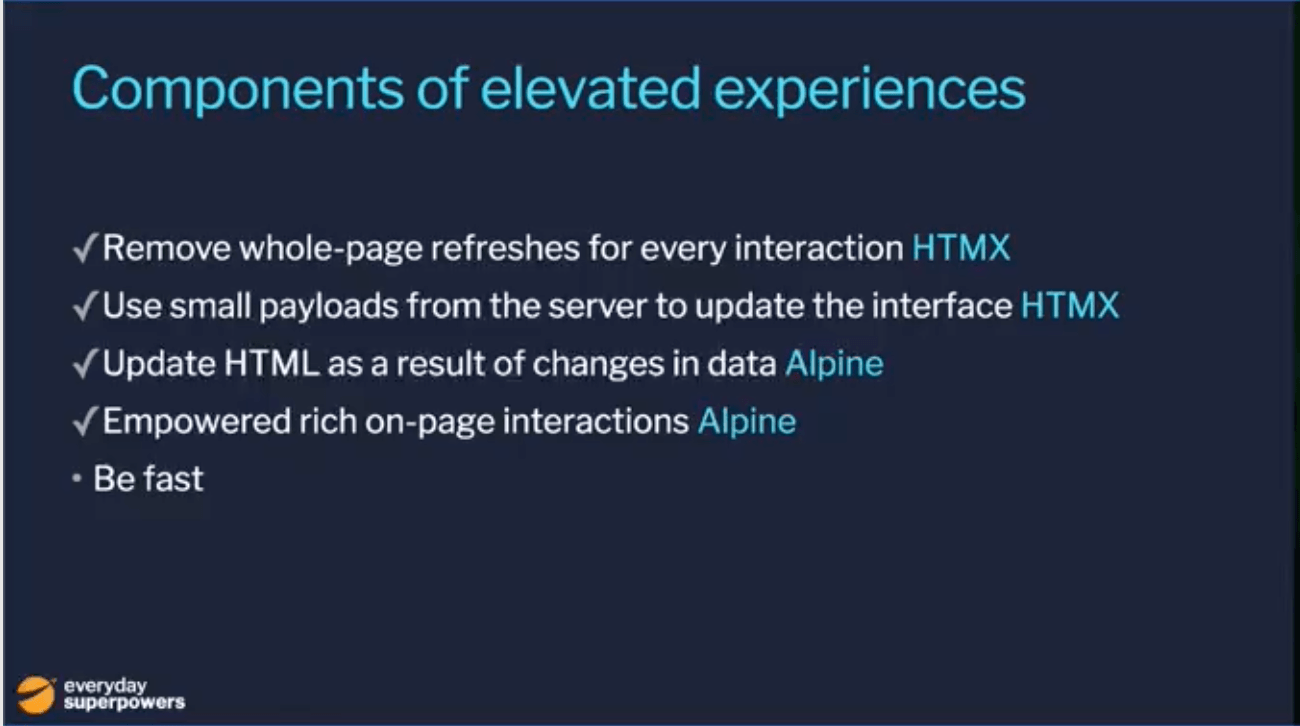 Components of elevated experiences
✓Remove whole-page refreshes for every interaction HTMX
✓Use small payloads from the server to update the interface HTMX
✓Update HTML as a result of changes in data Alpine
✓Empowered rich on-page interactions Alpine
• Be fast
everyday
superpowers